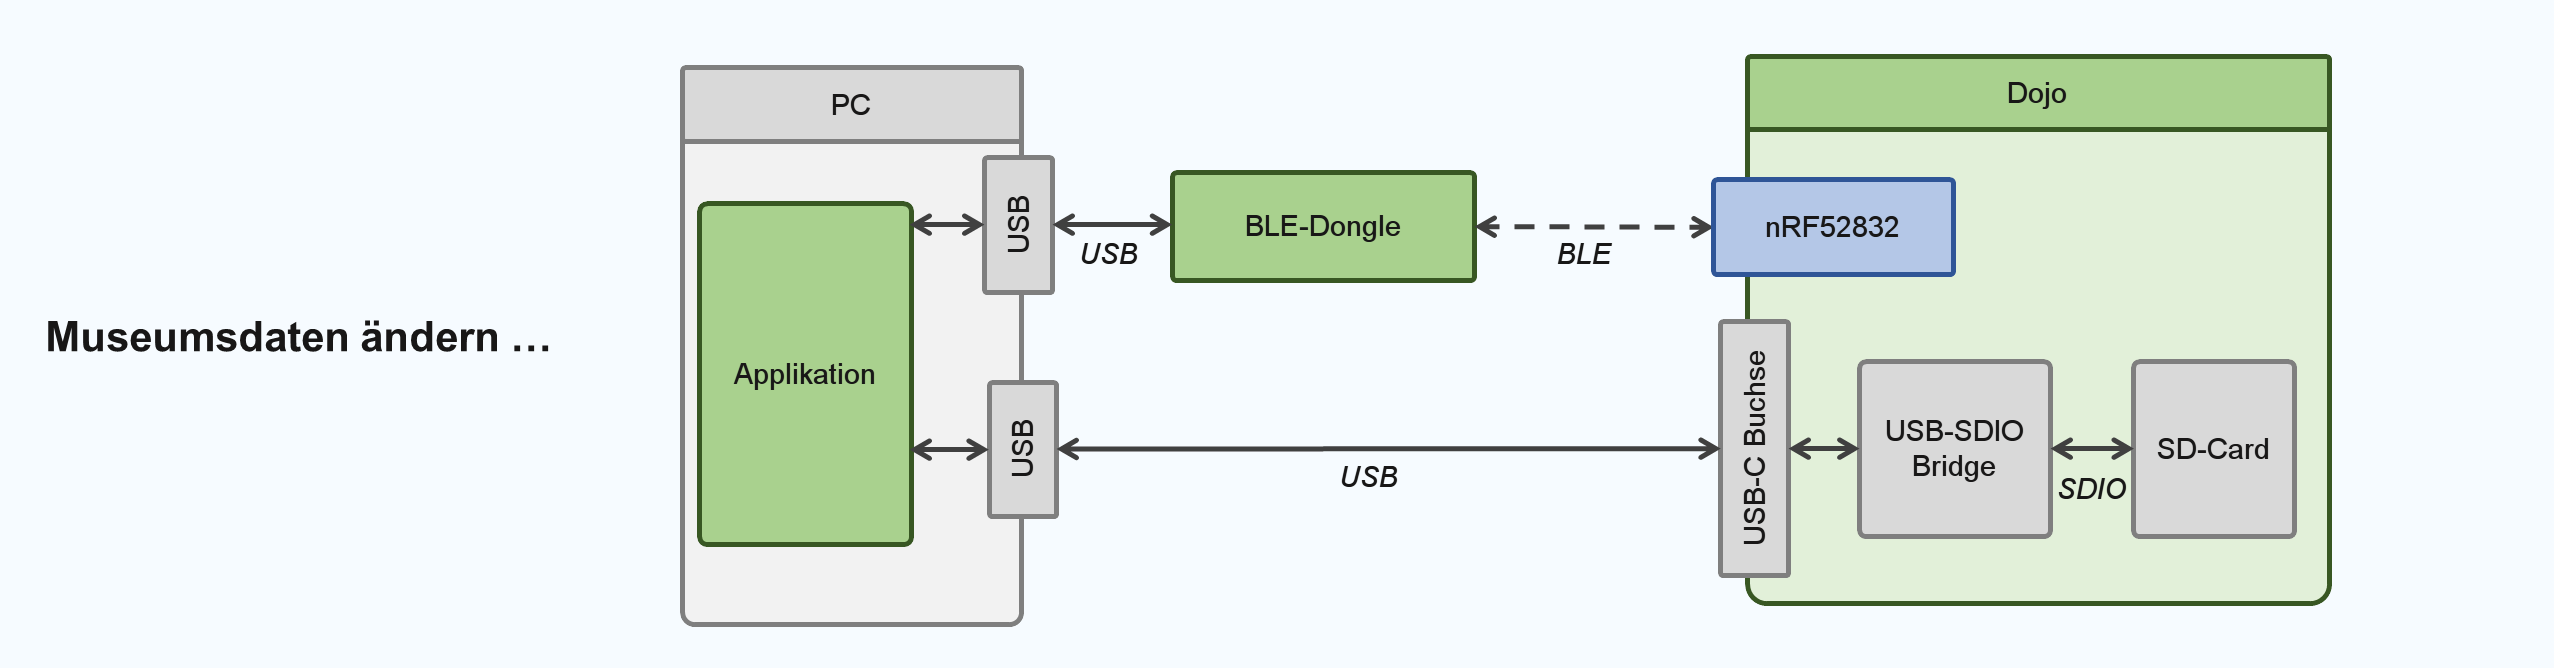 Museumsdaten ändern …
PC
Applikation
USB
USB
USB
BLE-Dongle
BLE
USB
Dojo
nRF52832
USB-C Buchse
USB-SDIO
Bridge
SDIO
SD-Card